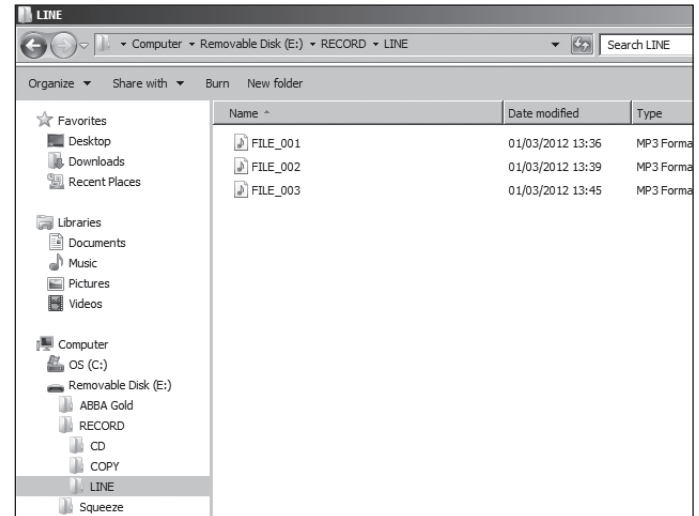 LINE
Computer Removable Disk (E:) RECORD LINE
Search LINE
Organize Share with Burn New folder
Favorites
Desktop
Downloads
Recent Places
Libraries
Documents
Music
Pictures
Videos
Computer
OS (C:)
Removable Disk (E:)
ABBA Gold
RECORD
CD
COPY
LINE
Squeeze
Name Date modified Type
FILE_001 01/03/2012 13:36 MP3 Forma
FILE_002 01/03/2012 13:39 MP3 Forma
FILE_003 01/03/2012 13:45 MP3 Forma